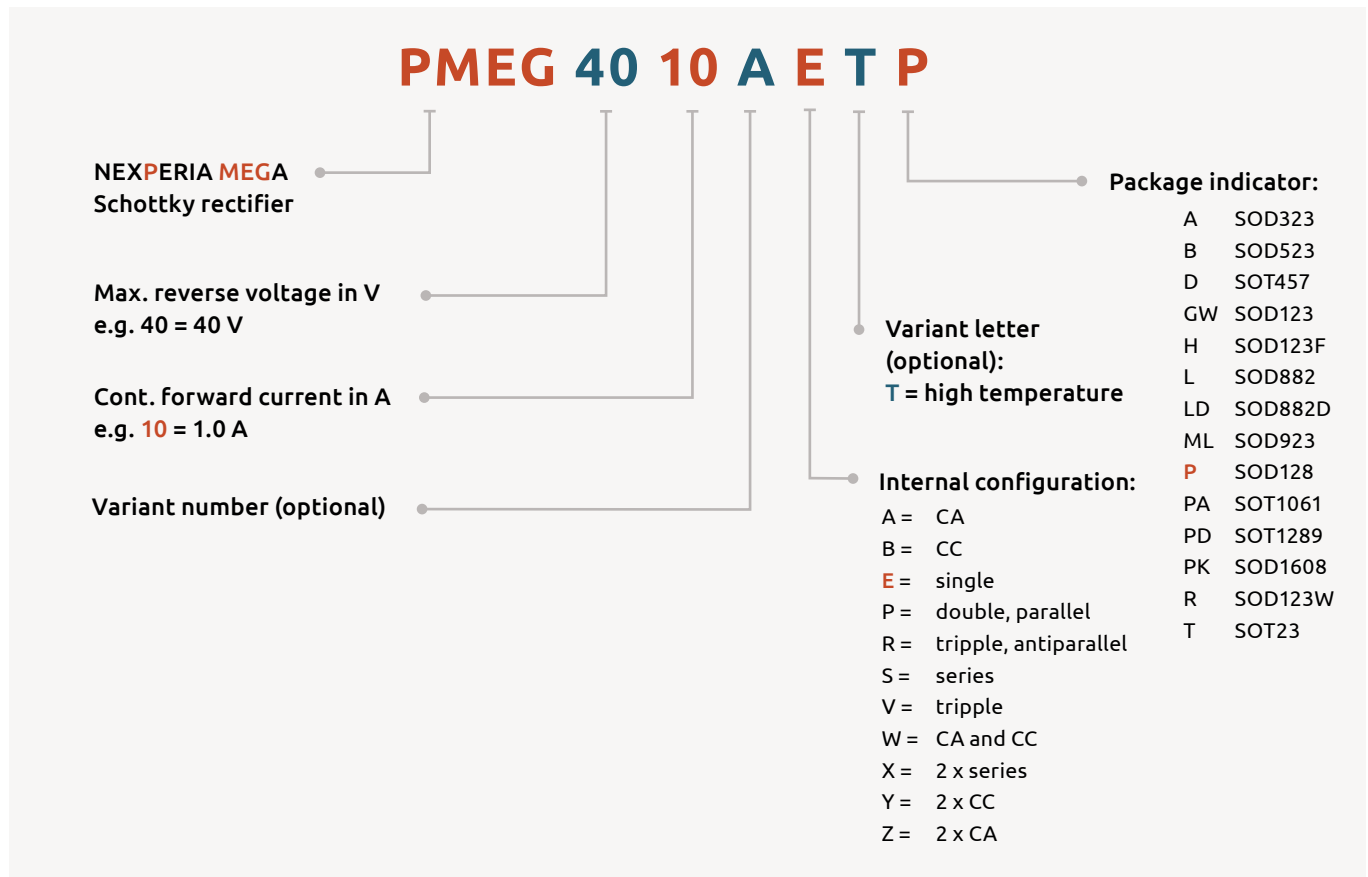 PMEG 40 10 A E T P
NEXPERIA MEGA
Schottky rectifier
Max. reverse voltage in V
e.g. 40 = 40 V
Cont. forward current in A
e.g. 10 = 1.0 A
Variant number (optional)
Variant letter
(optional):
T = high temperature
Internal configuration:
A = CA
B = CC
E = single
P = double, parallel
R = tripple, antiparallel
S = series
V = tripple
W = CA and CC
X = 2 x series
Y = 2 x CC
Z = 2 x CA
Package indicator:
A SOD323
B SOD523
D SOT457
GW SOD123
H SOD123F
L SOD882
LD SOD882D
ML SOD923
P SOD128
PA SOT1061
PD SOT1289
PK SOD1608
R SOD123W
T SOT23